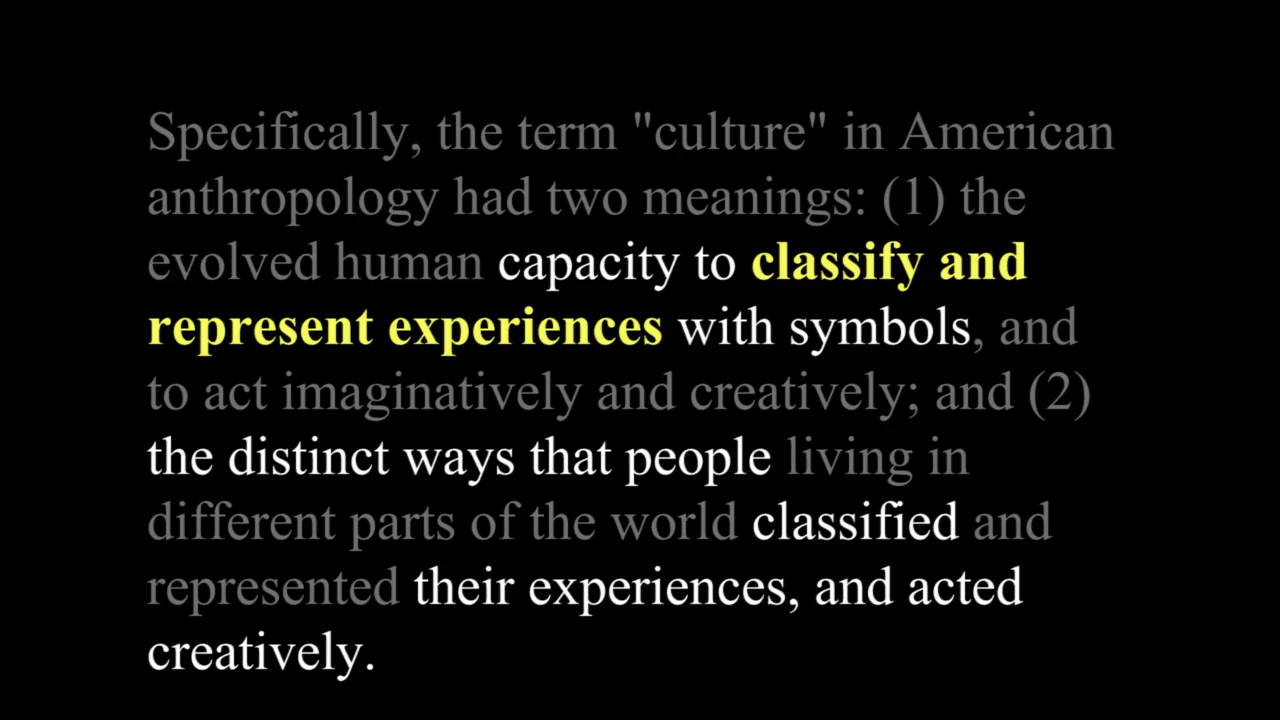 Specifically, the term "culture" in American
anthropology had two meanings: (1) the
evolved human capacity to classify and
represent experiences with symbols, and
to act imaginatively and creatively; and (2)
the distinct ways that people living in
different parts of the world classified and
represented their experiences, and acted
creatively.